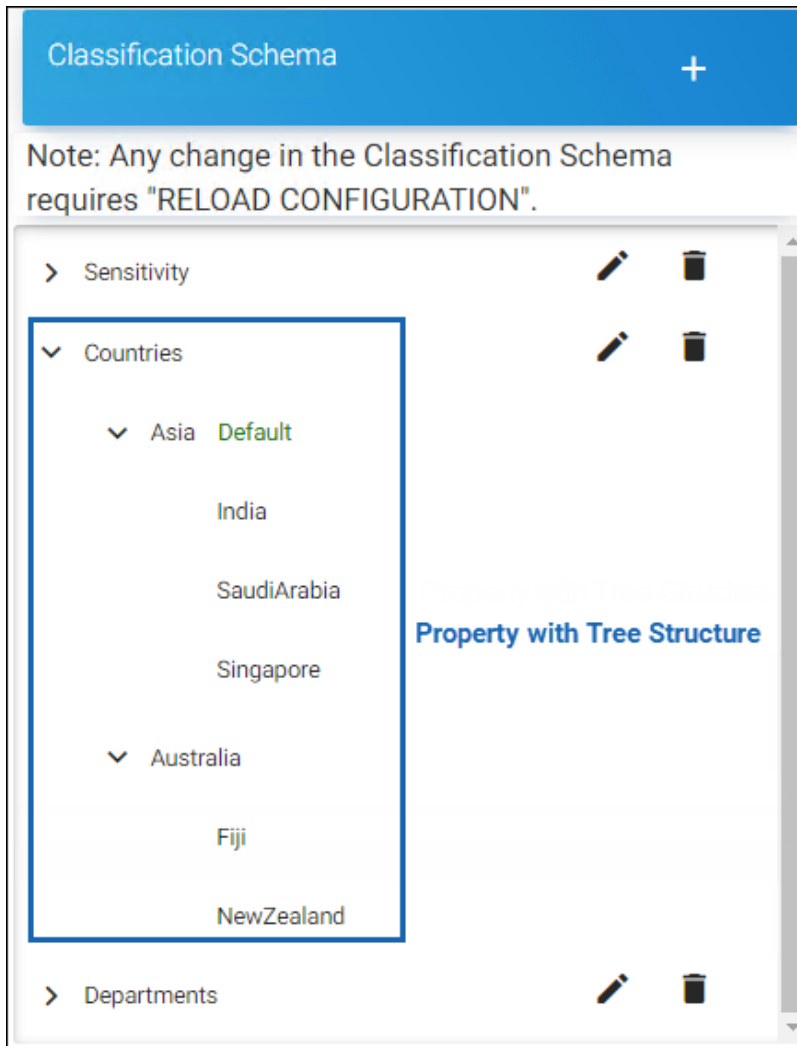 Classification Schema
Note: Any change in the Classification Schema
requires "RELOAD CONFIGURATION".
Sensitivity
Countries
Asia Default
India
SaudiArabia
Property with Tree Structure
Singapore
Australia
Fiji
NewZealand
Departments